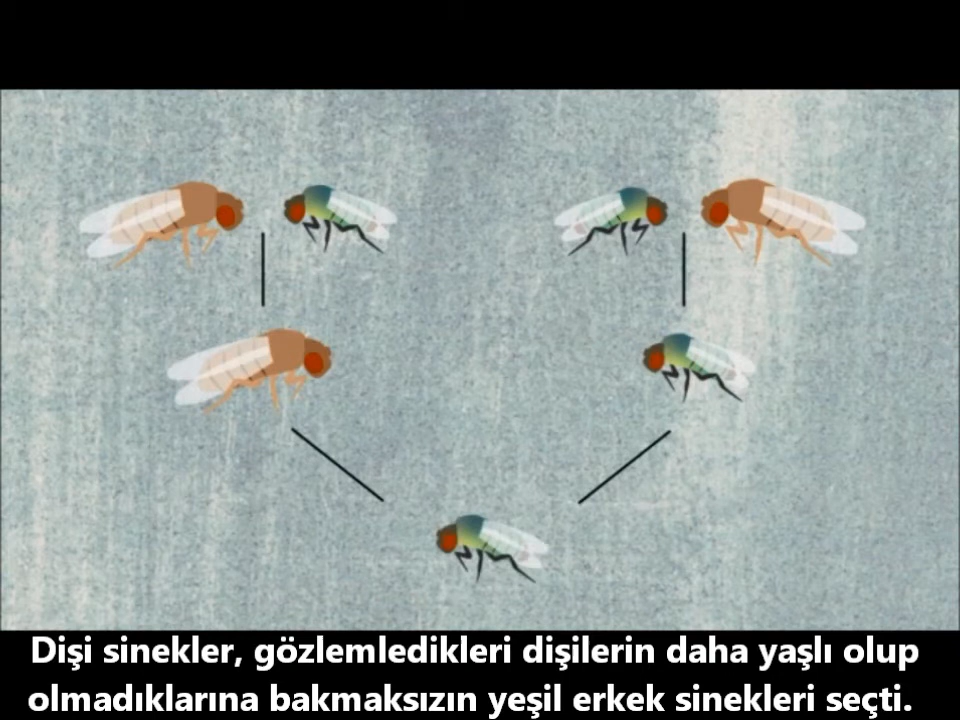 Dişi sinekler, gözlemledikleri dişilerin daha yaşlı olup
olmadıklarına bakmaksızın yeşil erkek sinekleri seçti.